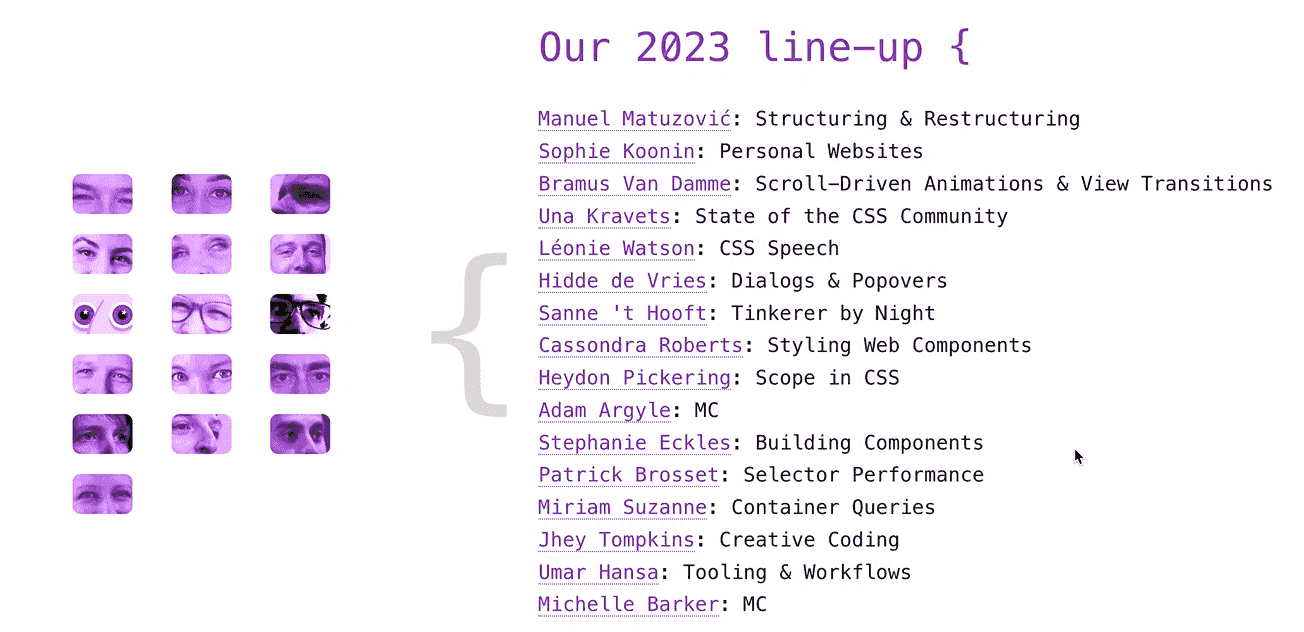 Our 2023 line-up {
{
Manuel Matuzović: Structuring & Restructuring
Sophie Koonin: Personal Websites
Bramus Van Damme: Scroll-Driven Animations & View Transitions
Una Kravets: State of the CSS Community
Léonie Watson: CSS Speech
Hidde de Vries: Dialogs & Popovers
Sanne 't Hooft: Tinkerer by Night
Cassondra Roberts: Styling Web Components
Heydon Pickering: Scope in CSS
Adam Argyle: MC
Stephanie Eckles: Building Components
Patrick Brosset: Selector Performance
Miriam Suzanne: Container Queries
Jhey Tompkins: Creative Coding
Umar Hansa: Tooling & Workflows
Michelle Barker: MC